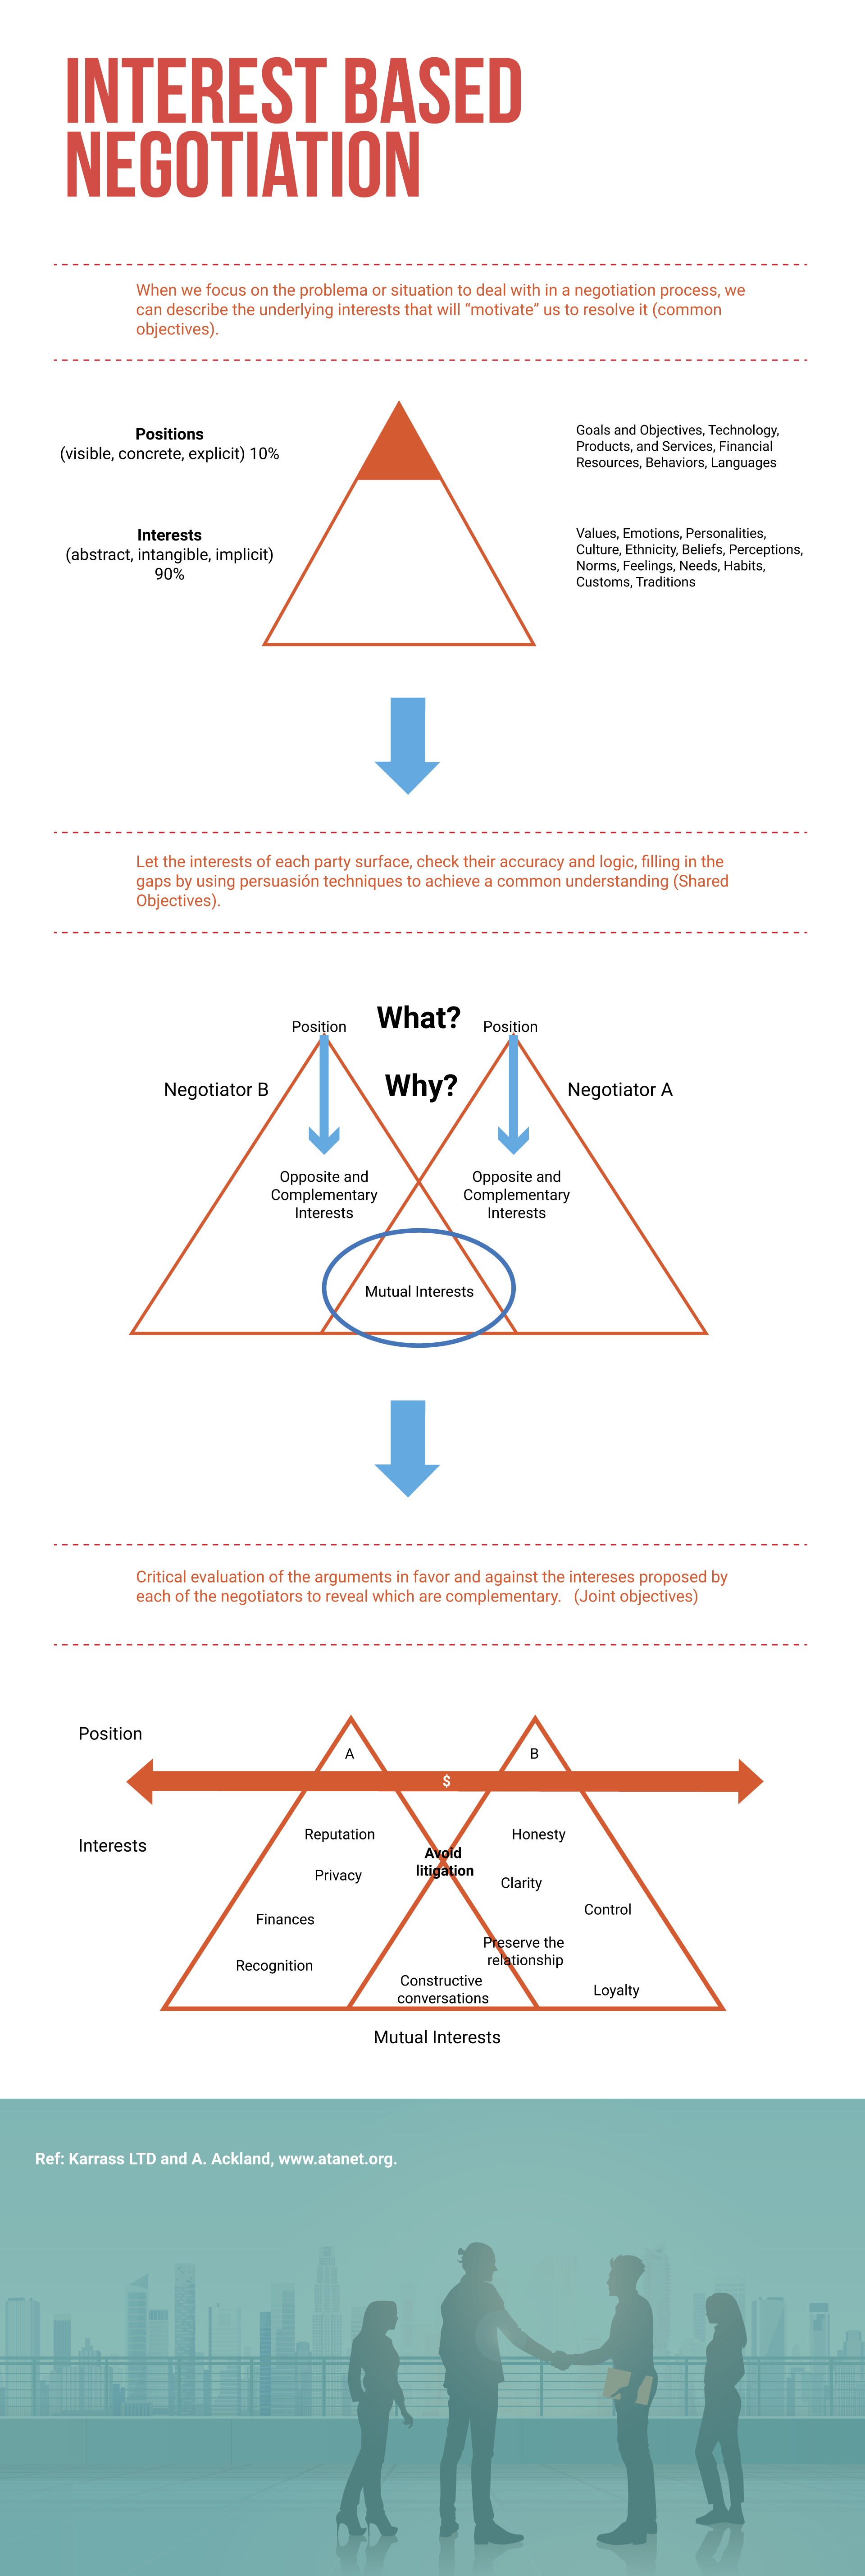 INTEREST BASED
NEGOTIATION
When we focus on the problema or situation to deal with in a negotiation process, we
can describe the underlying interests that will “motivate” us to resolve it (common
objectives).
Positions
(visible, concrete, explicit) 10%
Goals and Objectives, Technology,
Products, and Services, Financial
Resources, Behaviors, Languages
Interests
(abstract, intangible, implicit)
90%
Values, Emotions, Personalities,
Culture, Ethnicity, Beliefs, Perceptions,
Norms, Feelings, Needs, Habits,
Customs, Traditions
Let the interests of each party surface, check their accuracy and logic, filling in the
gaps by using persuasión techniques to achieve a common understanding (Shared
Objectives).
What?
Position
Position
Why?
Negotiator B
Negotiator A
Opposite and
Complementary
Interests
Opposite and
Complementary
Interests
Mutual Interests
Critical evaluation of the arguments in favor and against the intereses proposed by
each of the negotiators to reveal which are complementary.   (Joint objectives)
Position
A
B
$
Interests
Reputation
Honesty
Avoid
litigation
Privacy
Clarity
Control
Finances
Preserve the
relationship
Recognition
Constructive
conversations
Loyalty
Mutual Interests
Ref: Karrass LTD and A. Ackland, www.atanet.org.